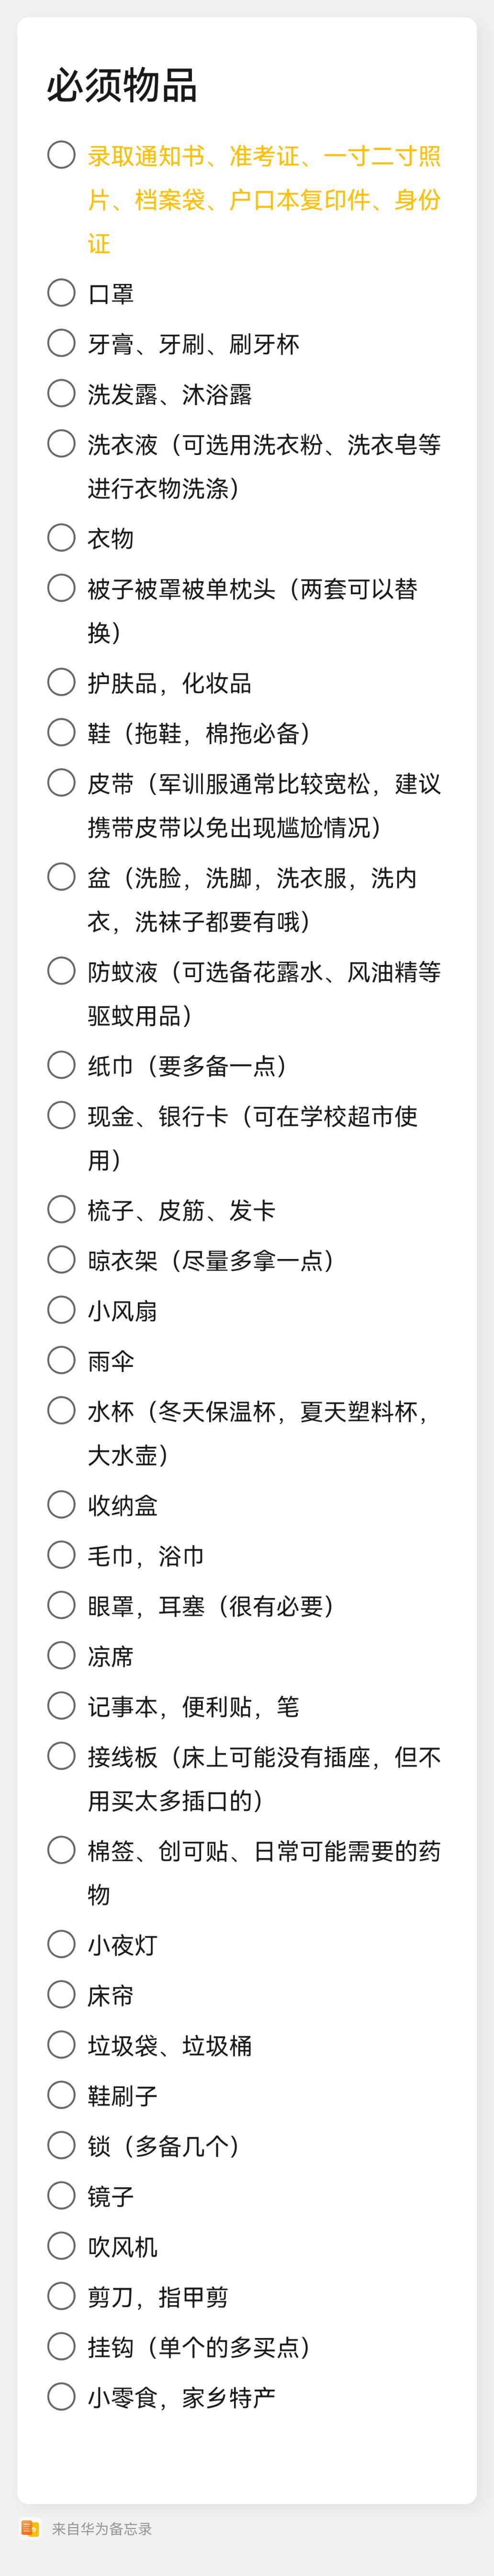 必须物品
录取通知书、准考证、一寸二寸照
片、档案袋、户口本复印件、身份
证
口罩
牙膏、牙刷、刷牙杯
洗发露、沐浴露
洗衣液（可选用洗衣粉、洗衣皂等
进行衣物洗涤）
衣物
被子被罩被单枕头（两套可以替
换）
护肤品，化妆品
鞋（拖鞋，棉拖必备）
皮带（军训服通常比较宽松，建议
携带皮带以免出现尴尬情况）
盆（洗脸，洗脚，洗衣服，洗内
衣，洗袜子都要有哦）
防蚊液（可选备花露水、风油精等
驱蚊用品）
纸巾（要多备一点）
现金、银行卡（可在学校超市使
用）
梳子、皮筋、发卡
晾衣架（尽量多拿一点）
小风扇
雨伞
水杯（冬天保温杯，夏天塑料杯，
大水壶）
收纳盒
毛巾，浴巾
眼罩，耳塞（很有必要）
凉席
记事本，便利贴，笔
接线板（床上可能没有插座，但不
用买太多插口的）
棉签、创可贴、日常可能需要的药
物
小夜灯
床帘
垃圾袋、垃圾桶
鞋刷子
锁（多备几个）
镜子
吹风机
剪刀，指甲剪
挂钩（单个的多买点）
小零食，家乡特产
来自华为备忘录